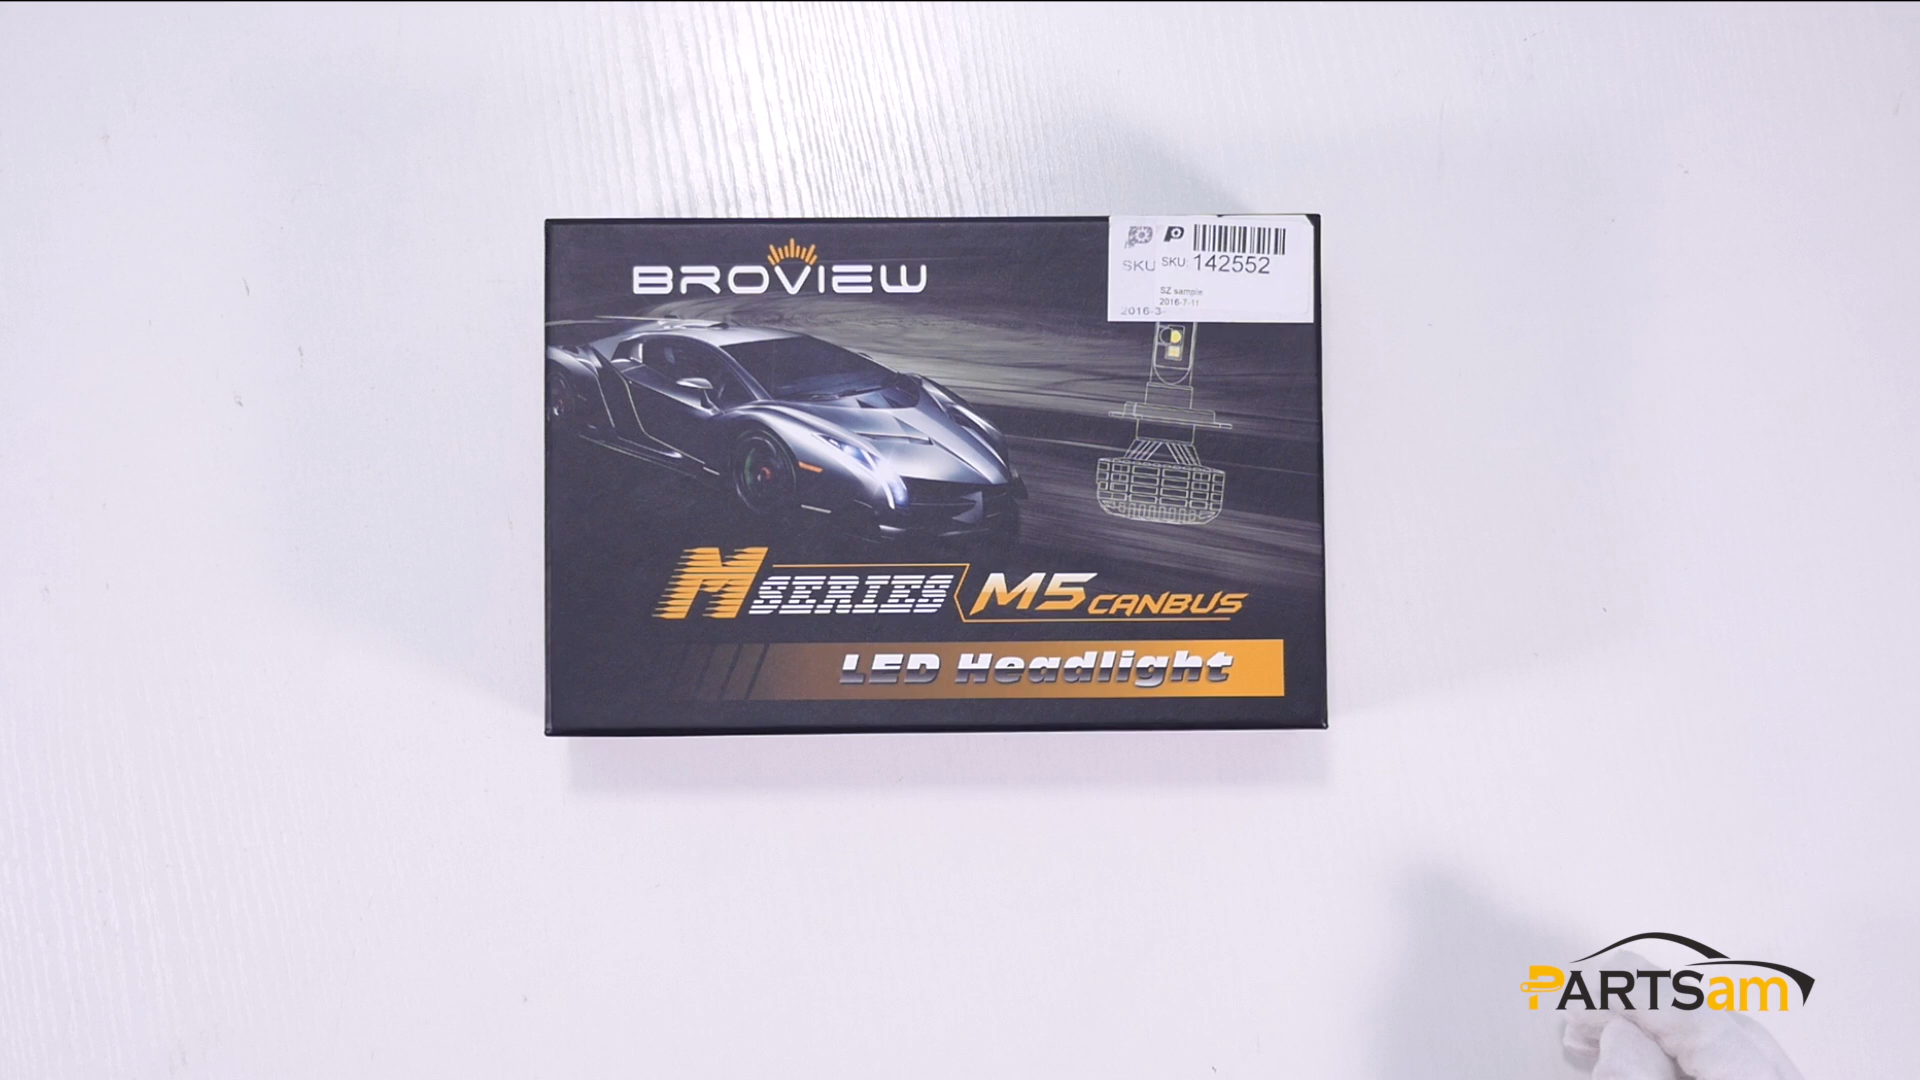 BROVIEW
SKU
SKU: 142552
SZ sample
2016-7-11
2016-3-
M SERIES M5 CANBUS
LED Headlight
PARTSam